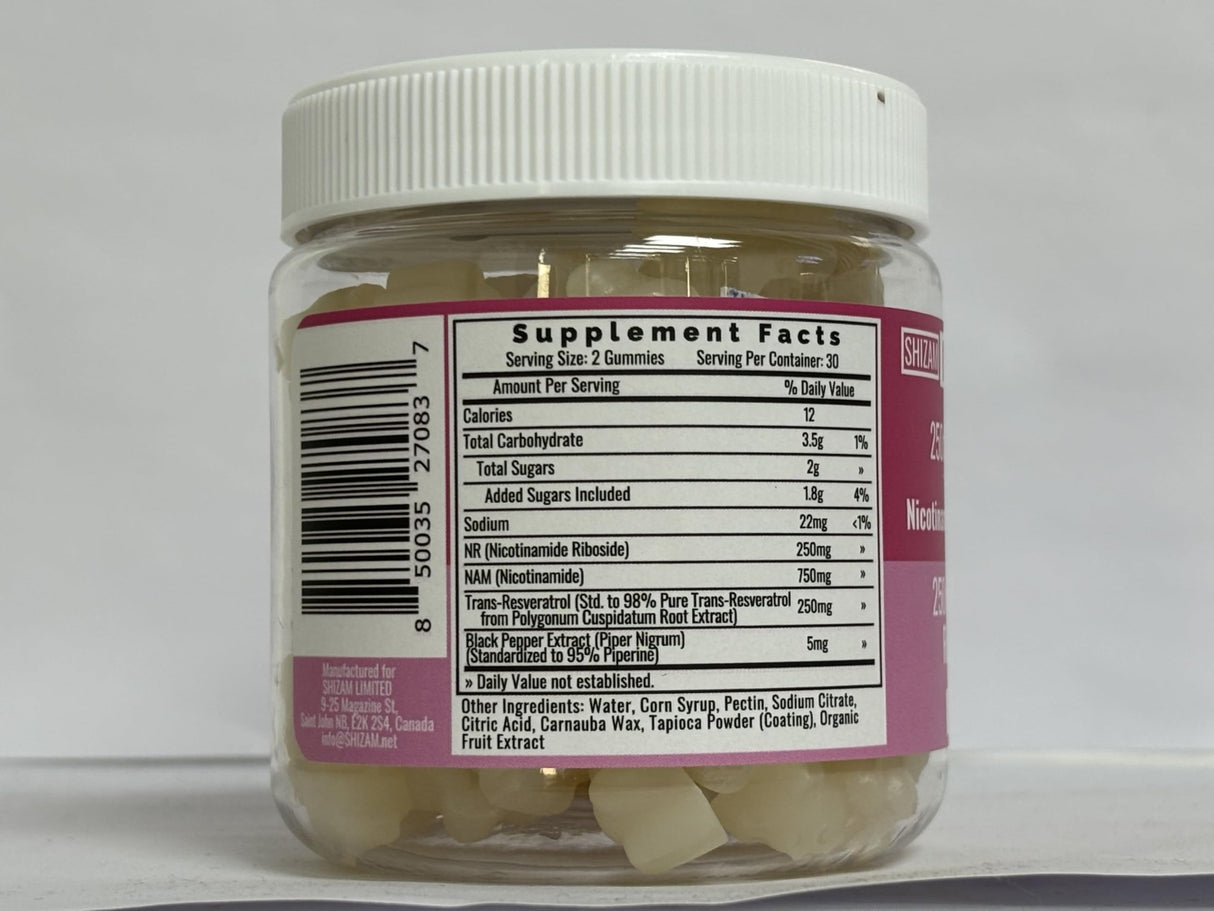 8 50035 27083 7
Manufactured for
SHIZAM LIMITED
9-25 Magazine St,
Saint John NB, E2K 2S4, Canada
info@SHIZAM.net
Supplement Facts
Serving Size: 2 Gummies Serving Per Container: 30
Amount Per Serving % Daily Value
Calories 12
Total Carbohydrate 3.5g 1%
Total Sugars 2g »
Added Sugars Included 1.8g 4%
Sodium 22mg <1%
NR (Nicotinamide Riboside) 250mg »
NAM (Nicotinamide) 750mg »
Trans-Resveratrol (Std. to 98% Pure Trans-Resveratrol 250mg »
from Polygonum Cuspidatum Root Extract)
Black Pepper Extract (Piper Nigrum) 5mg »
(Standardized to 95% Piperine)
» Daily Value not established.
Other Ingredients: Water, Corn Syrup, Pectin, Sodium Citrate,
Citric Acid, Carnauba Wax, Tapioca Powder (Coating), Organic
Fruit Extract
SHIZAM